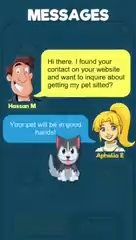 MESSAGES
Hi there. I found your
contact on your website
and want to inquire about
getting my pet sitted?
Hassan M
Your pet will be in good
hands!
Ophelia E